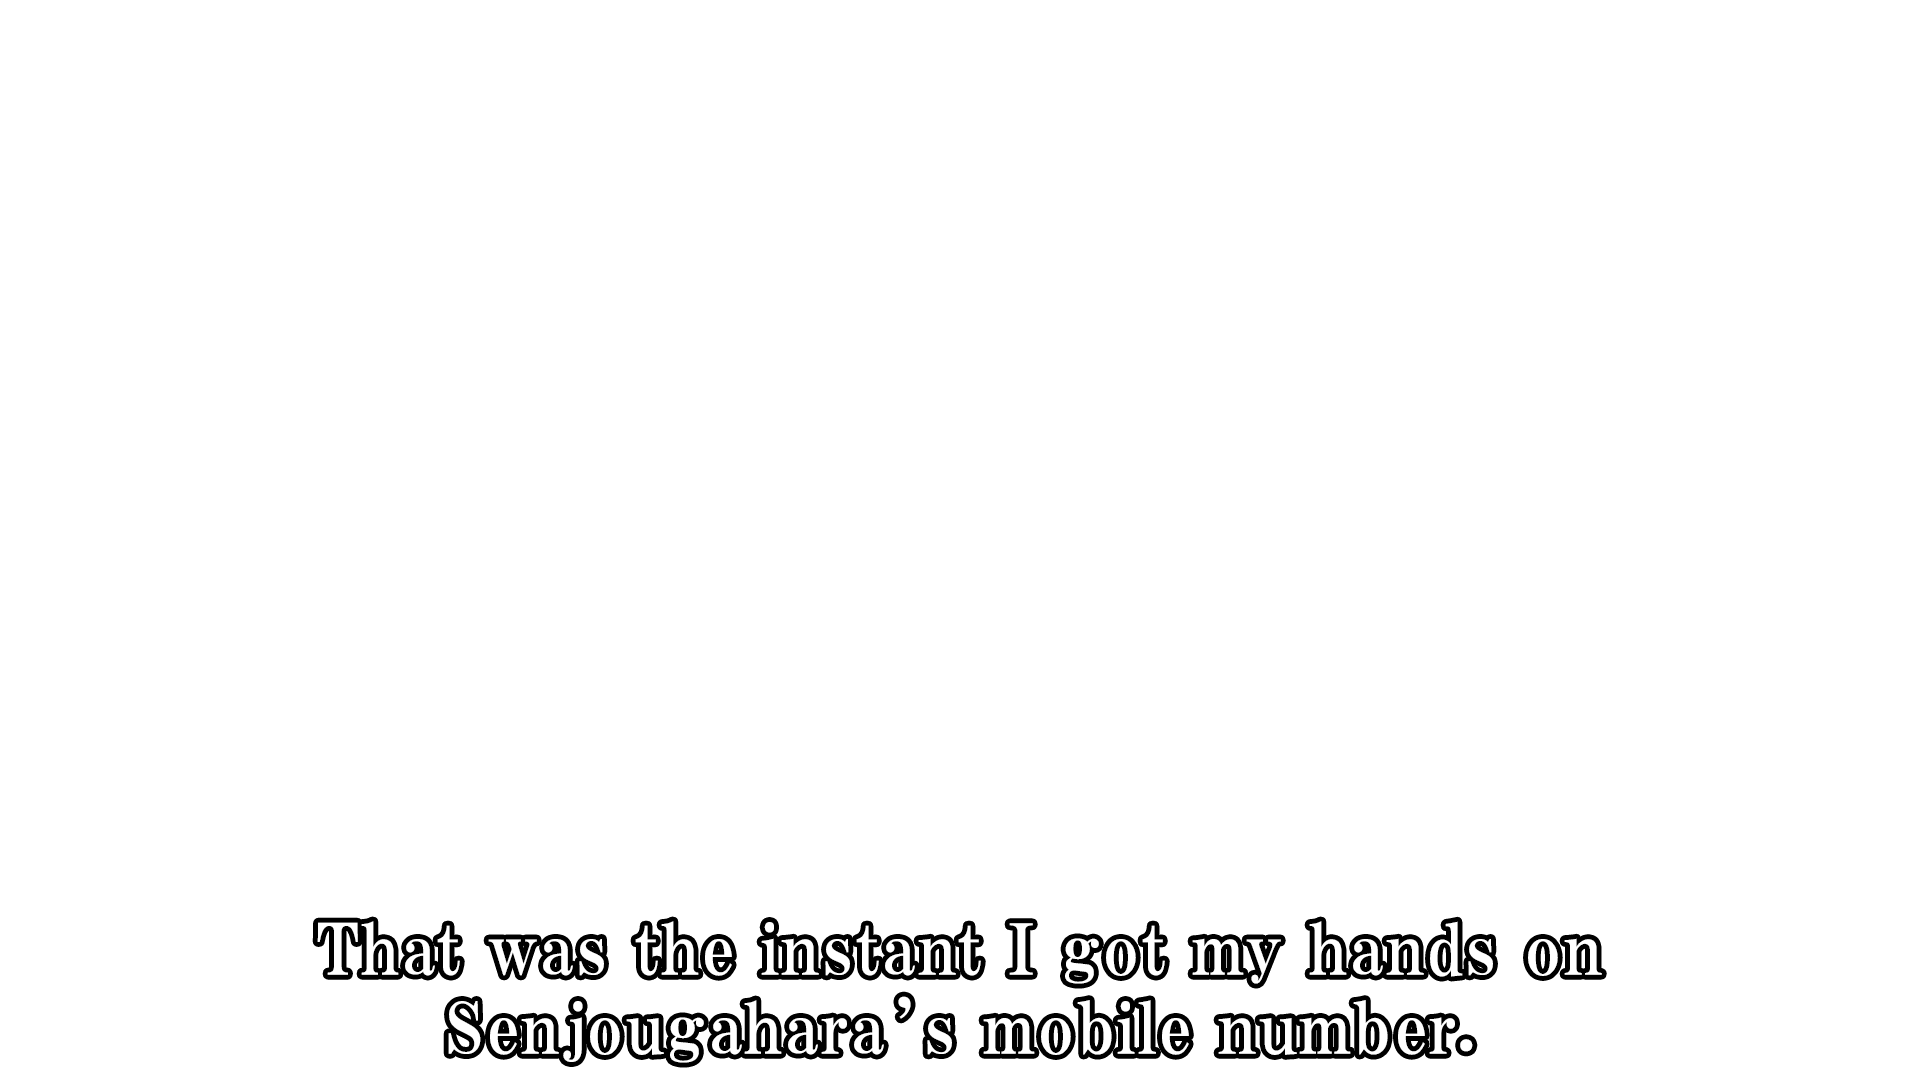 That was the instant I got my hands on
Senjougahara’s mobile number.